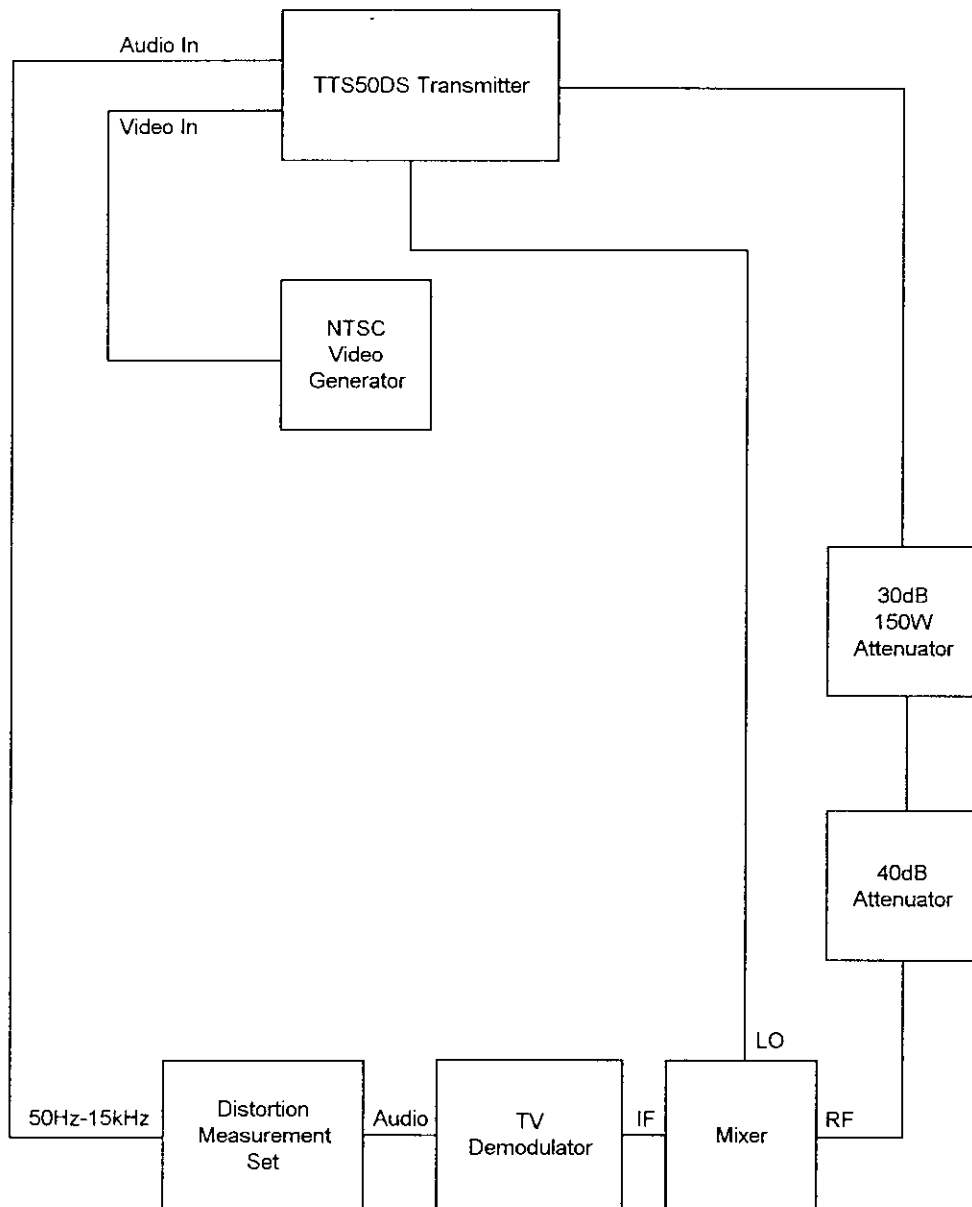 Audio In
TTS50DS Transmitter
Video In
NTSC
Video
Generator
30dB
150W
Attenuator
40dB
Attenuator
LO
50Hz-15kHz
Distortion
Measurement
Set
Audio
TV
Demodulator
IF
Mixer
RF